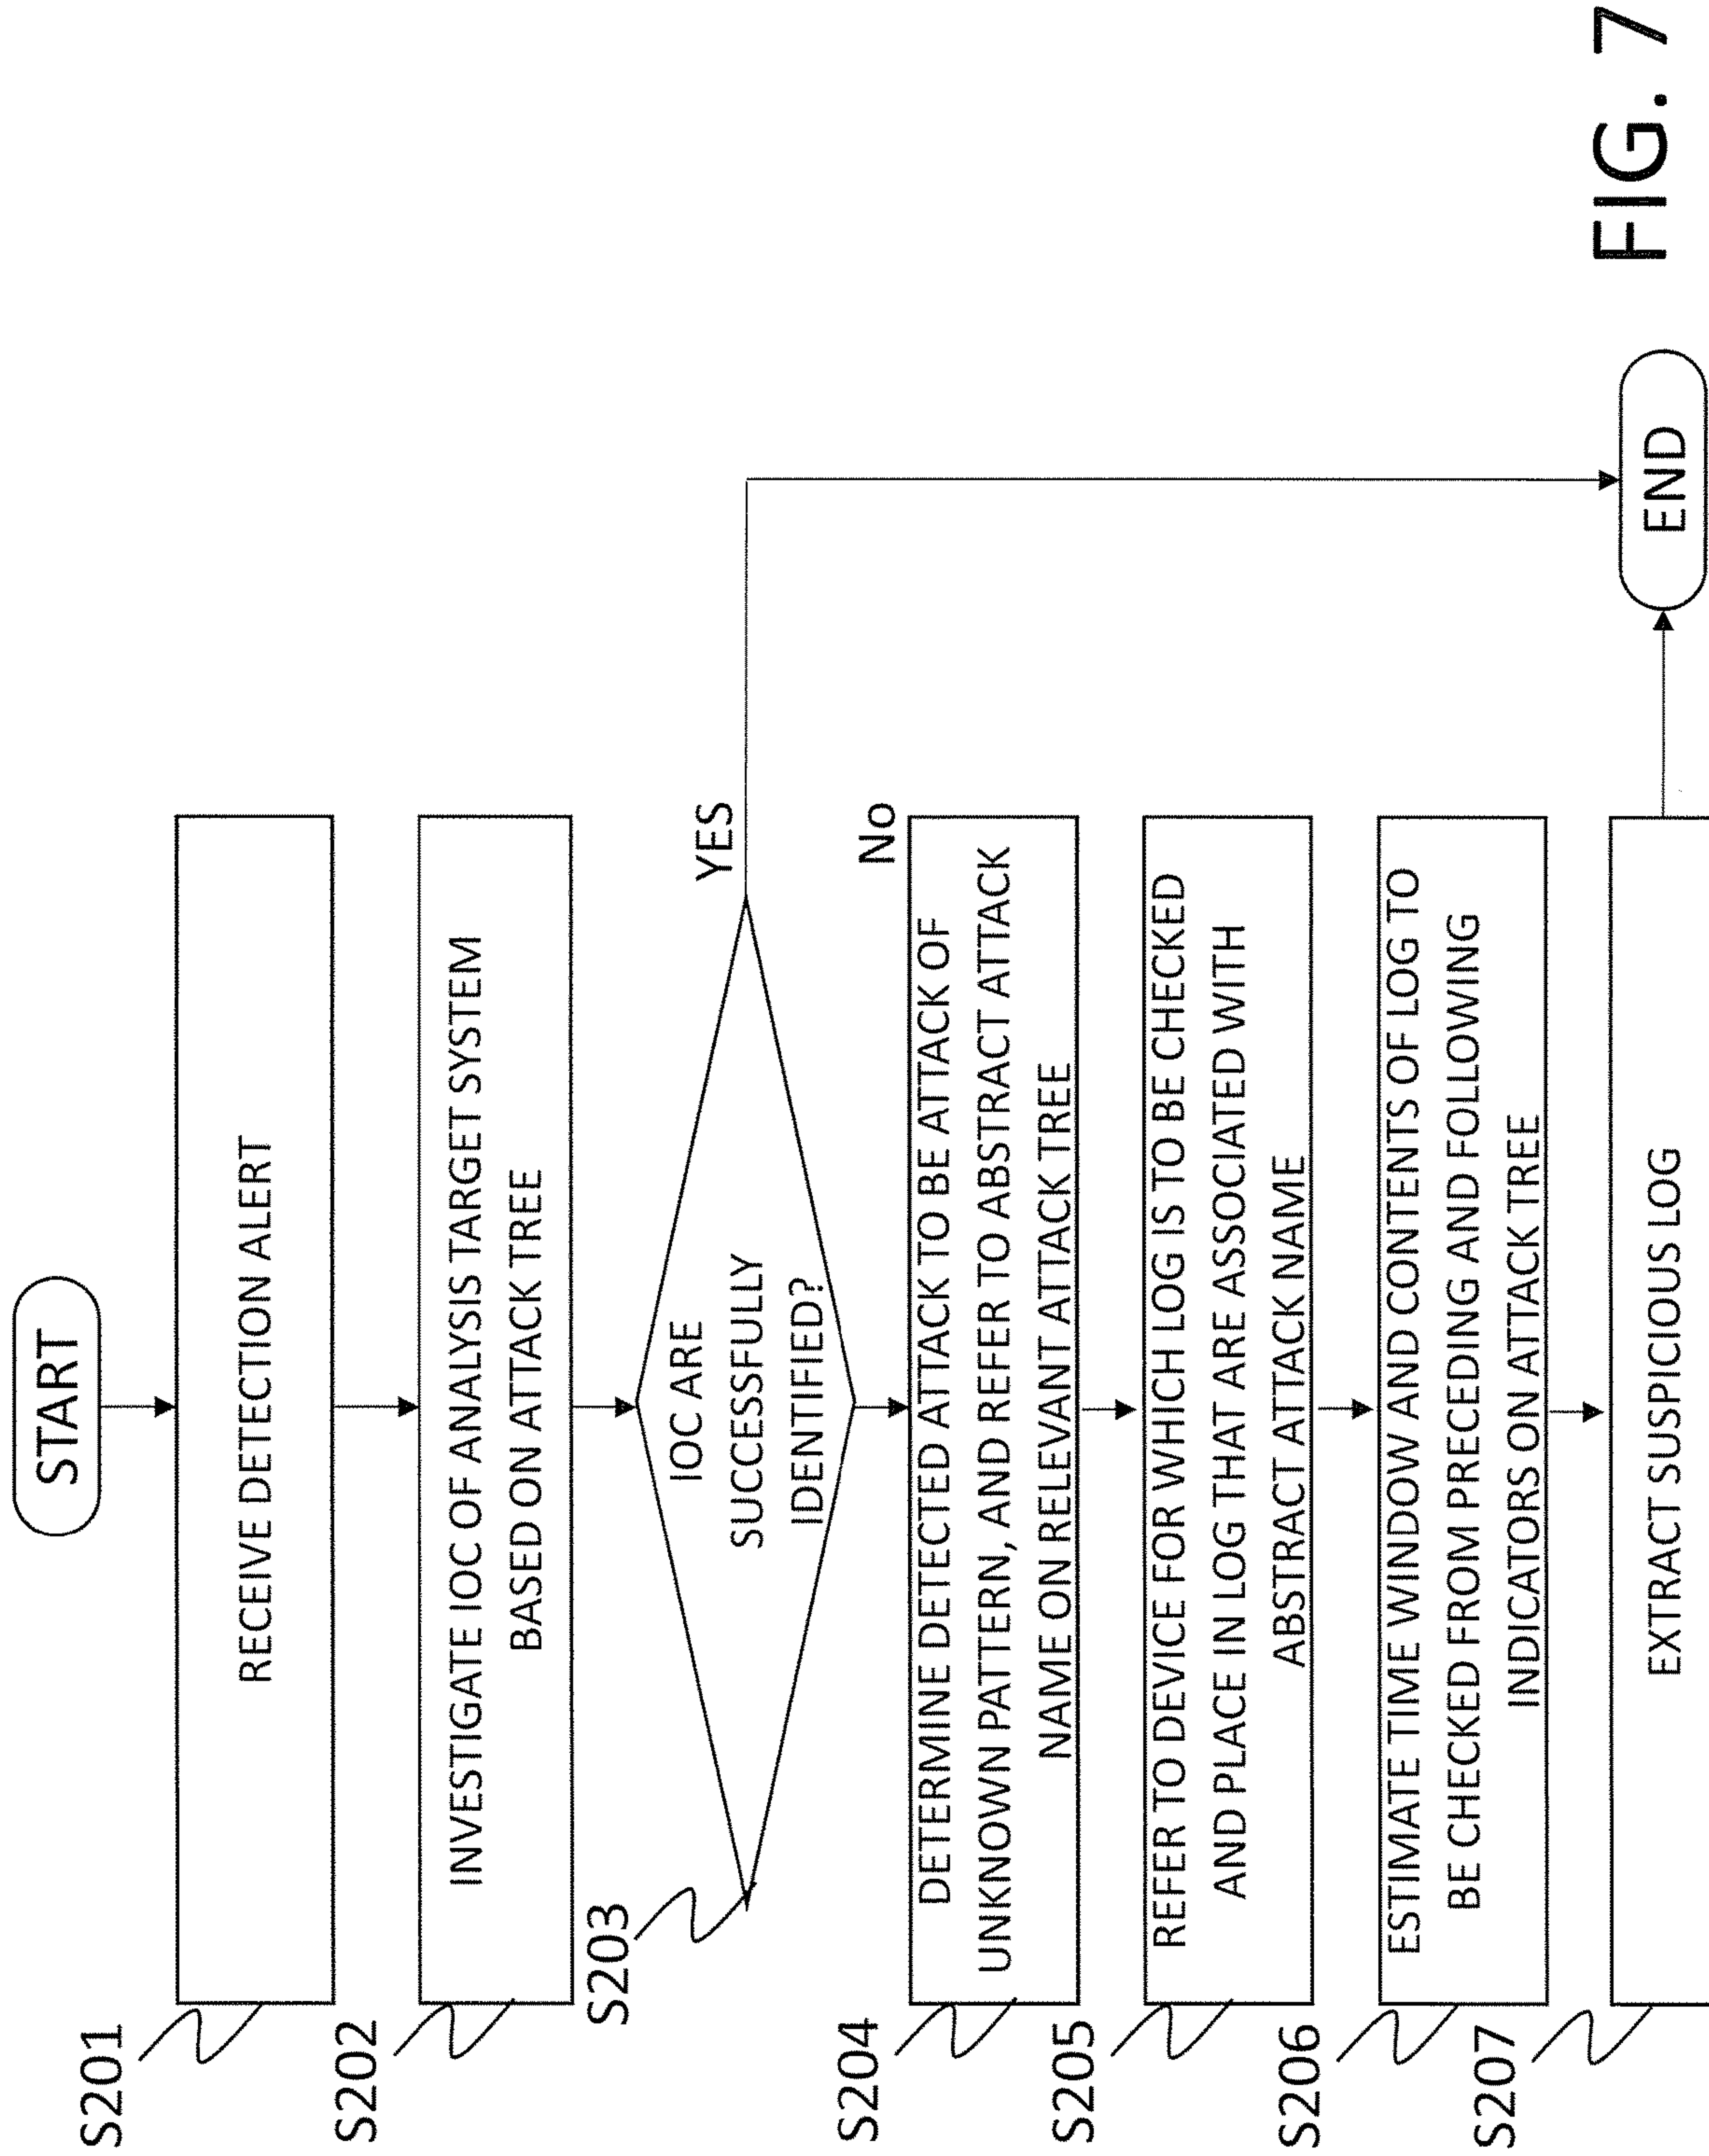 START
S201
RECEIVE DETECTION ALERT
S202
INVESTIGATE IOC OF ANALYSIS TARGET SYSTEM
BASED ON ATTACK TREE
S203
IOC ARE
SUCCESSFULLY
IDENTIFIED?
YES
No
S204
DETERMINE DETECTED ATTACK TO BE ATTACK OF
UNKNOWN PATTERN, AND REFER TO ABSTRACT ATTACK
NAME ON RELEVANT ATTACK TREE
S205
REFER TO DEVICE FOR WHICH LOG IS TO BE CHECKED
AND PLACE IN LOG THAT ARE ASSOCIATED WITH
ABSTRACT ATTACK NAME
S206
ESTIMATE TIME WINDOW AND CONTENTS OF LOG TO
BE CHECKED FROM PRECEDING AND FOLLOWING
INDICATORS ON ATTACK TREE
S207
EXTRACT SUSPICIOUS LOG
END
FIG. 7